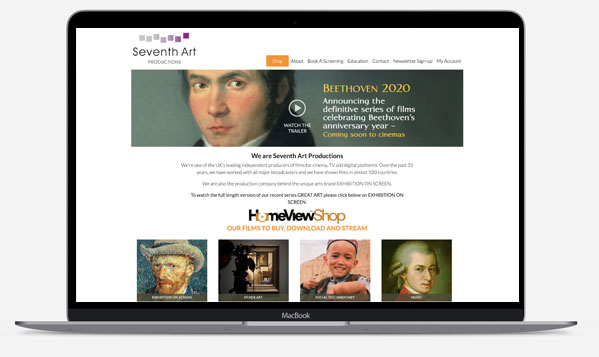 Seventh Art
PRODUCTIONS
Shop About Book A Screening Education Contact Newsletter Sign-up My Account
BEETHOVEN 2020
Announcing the
definitive series of films
celebrating Beethoven's
anniversary year –
Coming soon to cinemas
WATCH THE
TRAILER
We are Seventh Art Productions
We're one of the UK's leading independent producers of films for cinema, TV and digital platforms. Over the past 35
years, we have worked with all major broadcasters and we have shown films in almost 100 countries.
We are also the production company behind the unique arts brand EXHIBITION ON SCREEN.
To watch the full length version of our recent series GREAT ART please click below on EXHIBITION ON
SCREEN.
HomeViewShop
OUR FILMS TO BUY, DOWNLOAD AND STREAM
EXHIBITION ON SCREEN
OTHER ART
SOCIAL DOCUMENTARY
MUSIC
MacBook